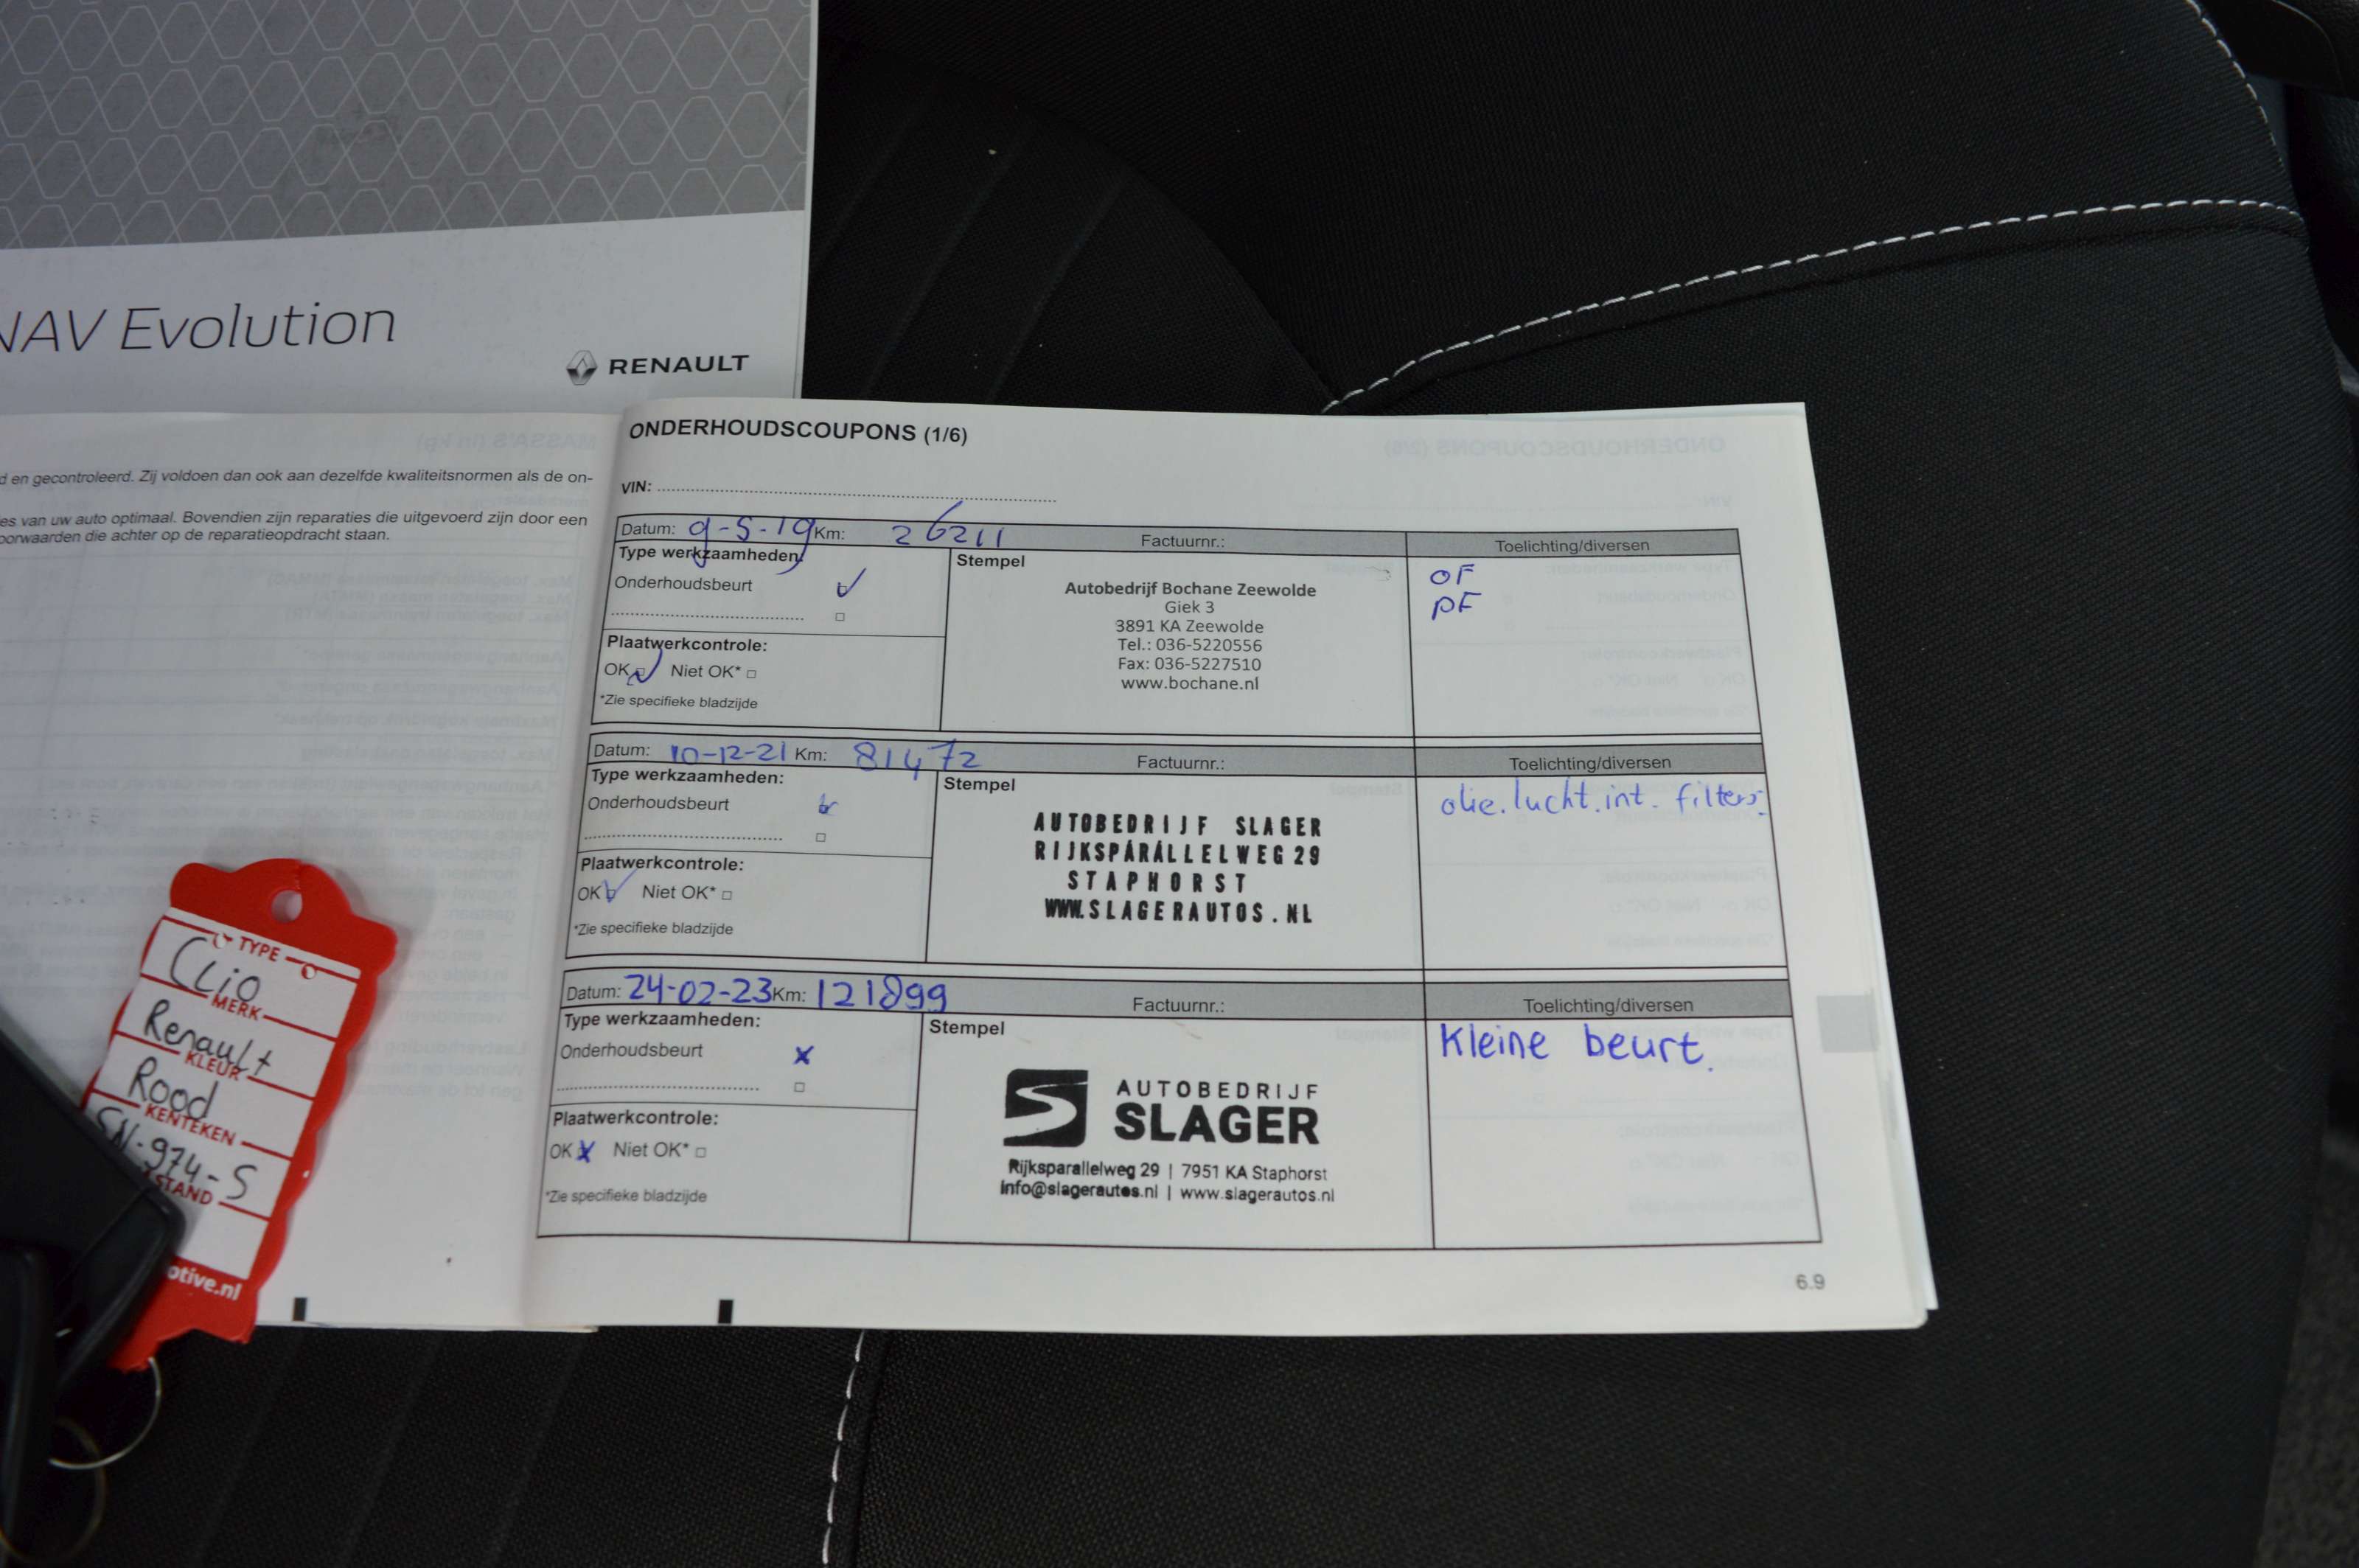 NAV Evolution
RENAULT
d en gecontroleerd. Zij voldoen dan ook aan dezelfde kwaliteitsnormen als de on-
es van uw auto optimaal. Bovendien zijn reparaties die uitgevoerd zijn door een
oorwaarden die achter op de reparatieopdracht staan.
ONDERHOUDSCOUPONS (1/6)
VIN:
Datum: 9-5-19 Km: 26211 Factuurnr.: Toelichting/diversen
Type werkzaamheden:
Onderhoudsbeurt
Plaatwerkcontrole:
OK Niet OK*
*Zie specifieke bladzijde
Stempel
Autobedrijf Bochane Zeewolde
Giek 3
3891 KA Zeewolde
Tel.: 036-5220556
Fax: 036-5227510
www.bochane.nl
OF
PF
Datum: 10-12-21 Km: 81472 Factuurnr.: Toelichting/diversen
Type werkzaamheden:
Onderhoudsbeurt
Plaatwerkcontrole:
OK Niet OK*
*Zie specifieke bladzijde
Stempel
AUTOBEDRIJF SLAGER
RIJKSPARALLELWEG 29
STAPHORST
WWW.SLAGERAUTOS.NL
olie. lucht. int. filters.
Datum: 24-02-23 Km: 121899 Factuurnr.: Toelichting/diversen
Type werkzaamheden:
Onderhoudsbeurt
Plaatwerkcontrole:
OK Niet OK*
*Zie specifieke bladzijde
Stempel
AUTOBEDRIJF
SLAGER
Rijksparallelweg 29 | 7951 KA Staphorst
info@slagerautos.nl | www.slagerautos.nl
Kleine beurt.
6.9
TYPE
Clio
MERK
Renault
KLEUR
Rood
KENTEKEN
SN-974-S
STAND
otive.nl